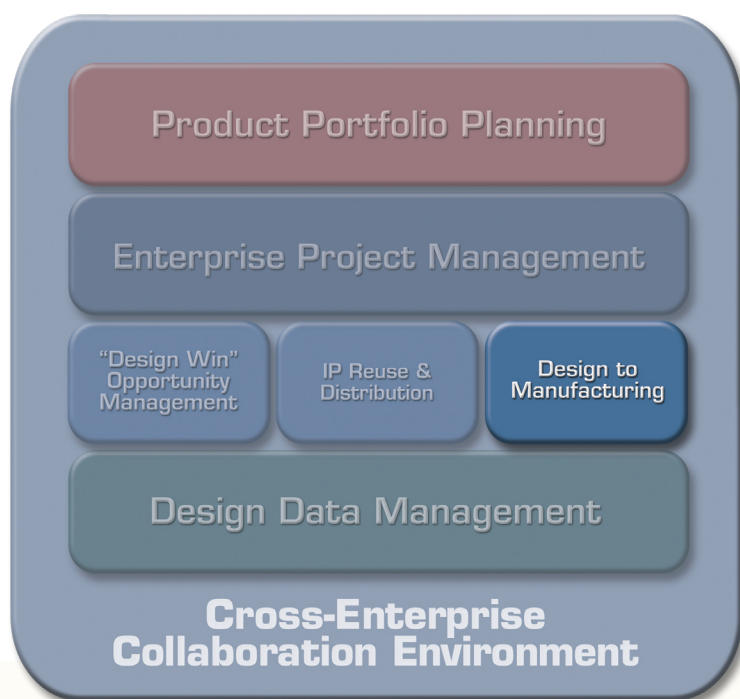 Product Portfolio Planning
Enterprise Project Management
“Design Win”
Opportunity
Management
IP Reuse &
Distribution
Design to
Manufacturing
Design Data Management
Cross-Enterprise
Collaboration Environment